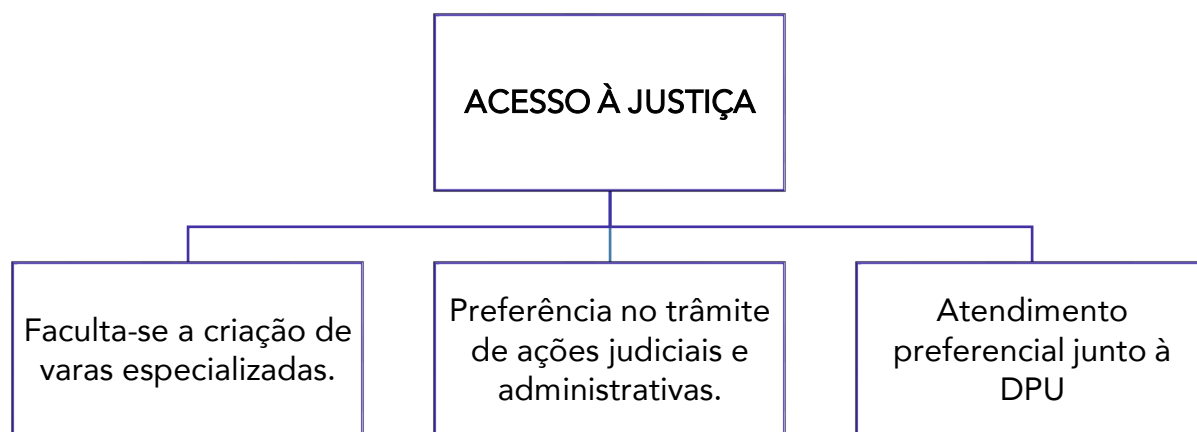 ACESSO À JUSTIÇA
Faculta-se a criação de
varas especializadas.
Preferência no trâmite
de ações judiciais e
administrativas.
Atendimento
preferencial junto à
DPU